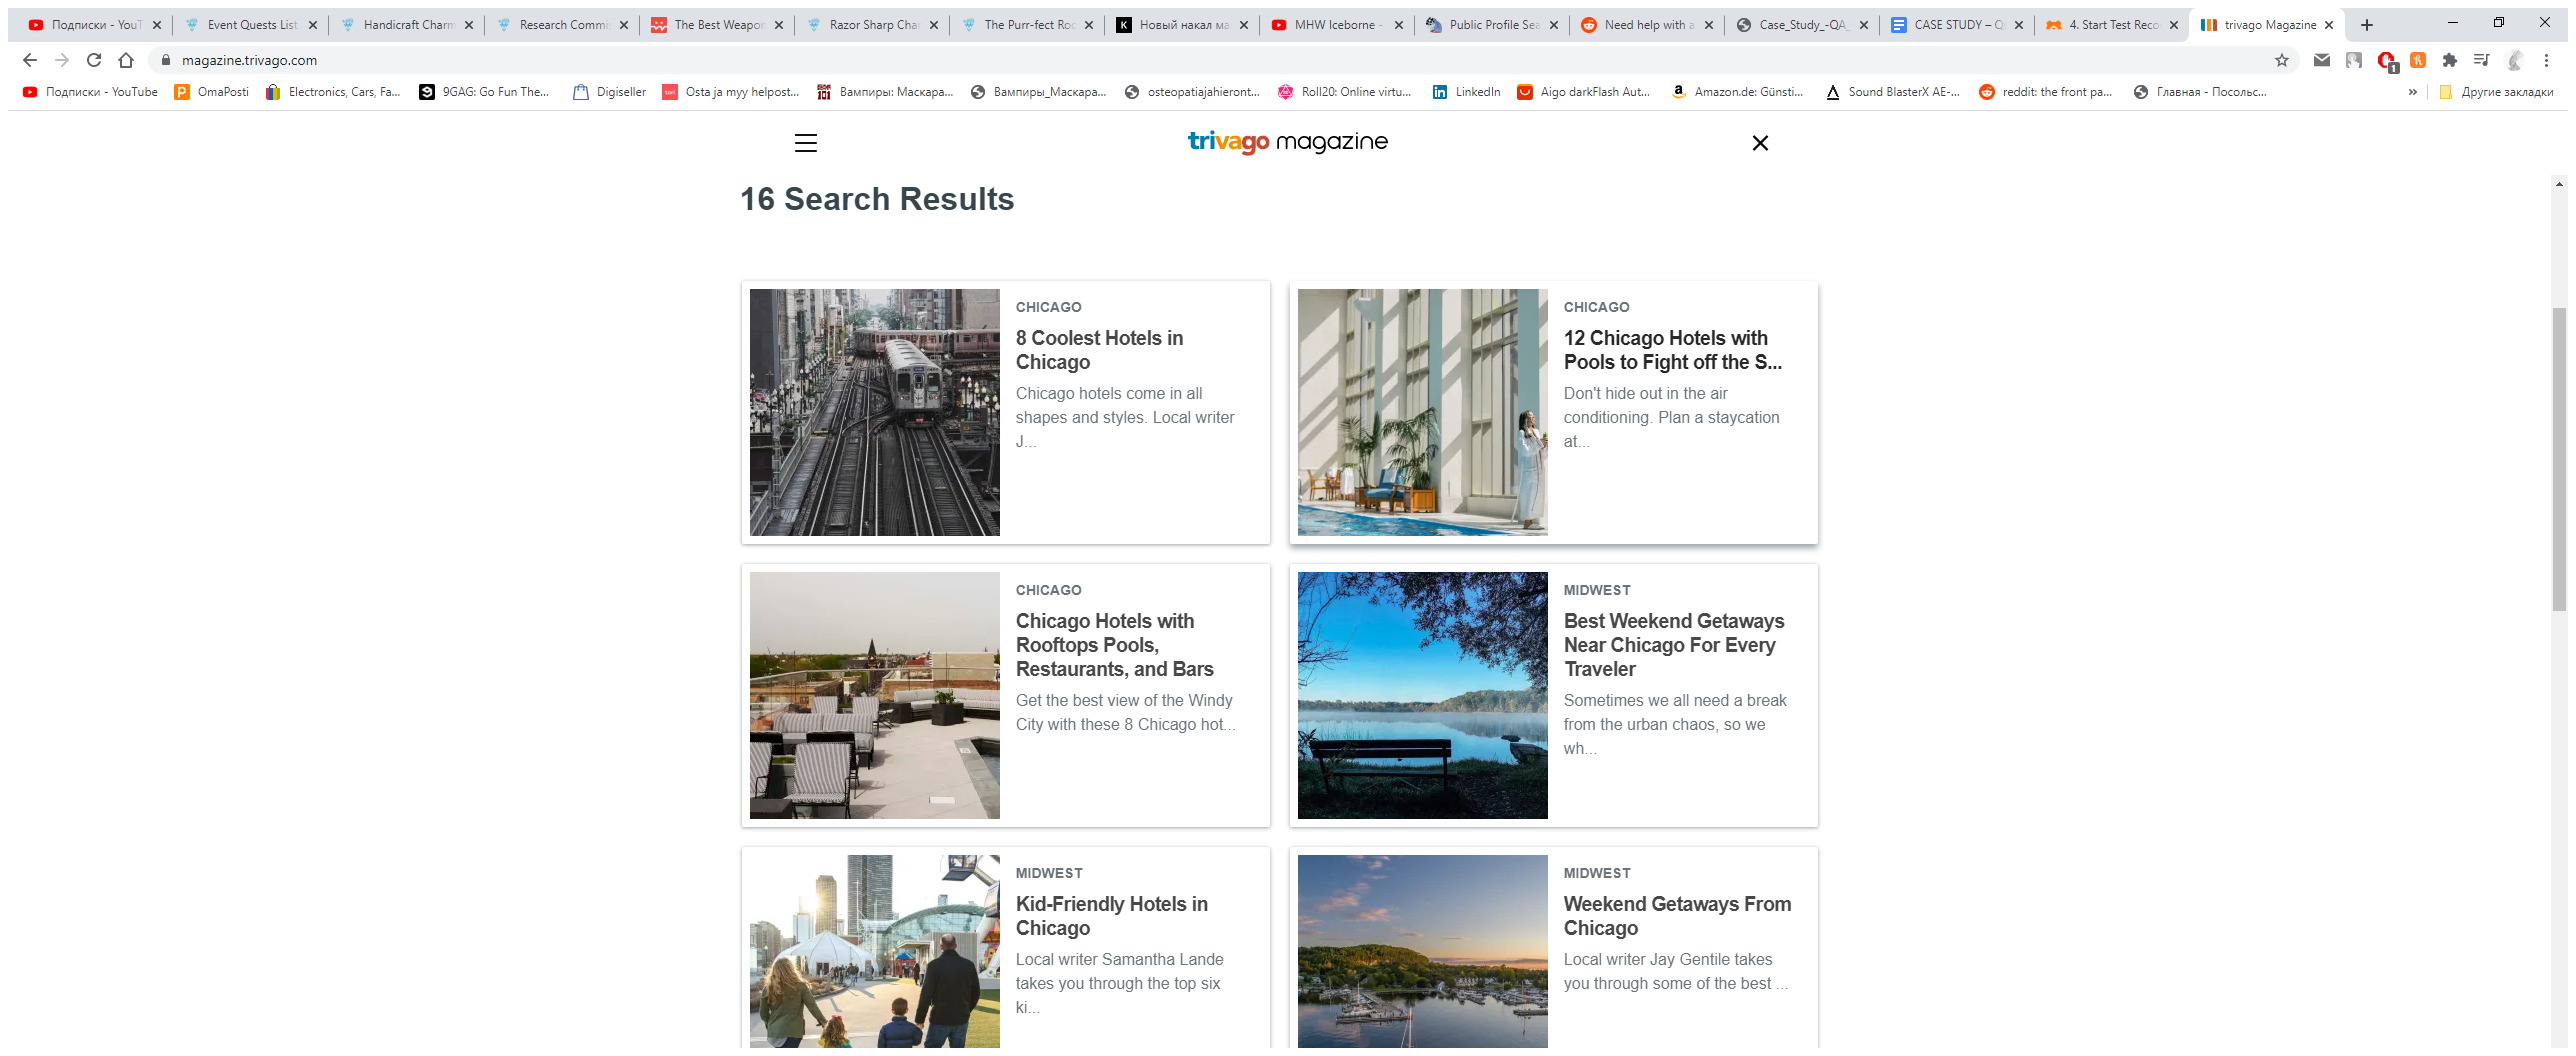 Подписки - YouT
Event Quests List
Handicraft Charm
Research Commis
The Best Weapon
Razor Sharp Char
The Purr-fect Roo
Новый накал ма
MHW Iceborne -
Public Profile Sea
Need help with a
Case_Study_-QA_
CASE STUDY – Q
4. Start Test Reco
trivago Magazine
magazine.trivago.com
1
Подписки - YouTube
OmaPosti
Electronics, Cars, Fa...
9GAG: Go Fun The...
Digiseller
tori
Osta ja myy helpost...
Вампиры: Маскара...
Вампиры_Маскара...
osteopatiajahieront...
Roll20: Online virtu...
LinkedIn
Aigo darkFlash Aut...
Amazon.de: Günsti...
Sound BlasterX AE-...
reddit: the front pa...
Главная - Посольс...
»
Другие закладки
trivago magazine
16 Search Results
CHICAGO
8 Coolest Hotels in
Chicago
Chicago hotels come in all
shapes and styles. Local writer
J...
CHICAGO
12 Chicago Hotels with
Pools to Fight off the S...
Don't hide out in the air
conditioning. Plan a staycation
at...
CHICAGO
Chicago Hotels with
Rooftops Pools,
Restaurants, and Bars
Get the best view of the Windy
City with these 8 Chicago hot...
MIDWEST
Best Weekend Getaways
Near Chicago For Every
Traveler
Sometimes we all need a break
from the urban chaos, so we
wh...
MIDWEST
Kid-Friendly Hotels in
Chicago
Local writer Samantha Lande
takes you through the top six
ki...
MIDWEST
Weekend Getaways From
Chicago
Local writer Jay Gentile takes
you through some of the best ...